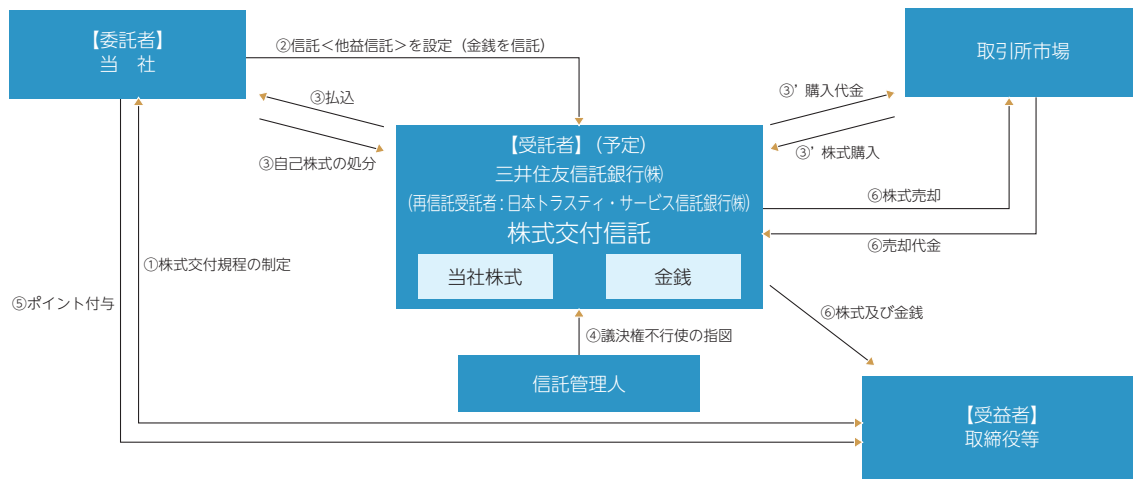 【委託者】
当　社
②信託＜他益信託＞を設定（金銭を信託）
取引所市場
③払込
③自己株式の処分
③’購入代金
③’株式購入
【受託者】（予定）
三井住友信託銀行㈱
(再信託受託者：日本トラスティ・サービス信託銀行㈱)
株式交付信託
当社株式
金銭
⑥株式売却
⑥売却代金
①株式交付規程の制定
⑤ポイント付与
⑥株式及び金銭
④議決権不行使の指図
信託管理人
【受益者】
取締役等